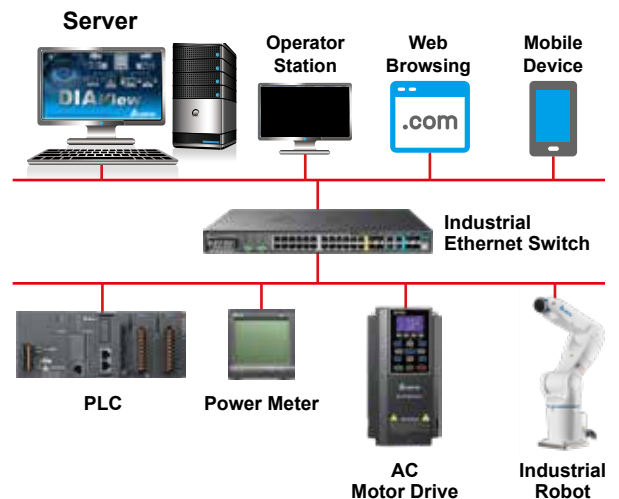 Server
Operator
Station
Web
Browsing
Mobile
Device
DIAView
.com
Industrial
Ethernet Switch
PLC
Power Meter
AC
Motor Drive
Industrial
Robot